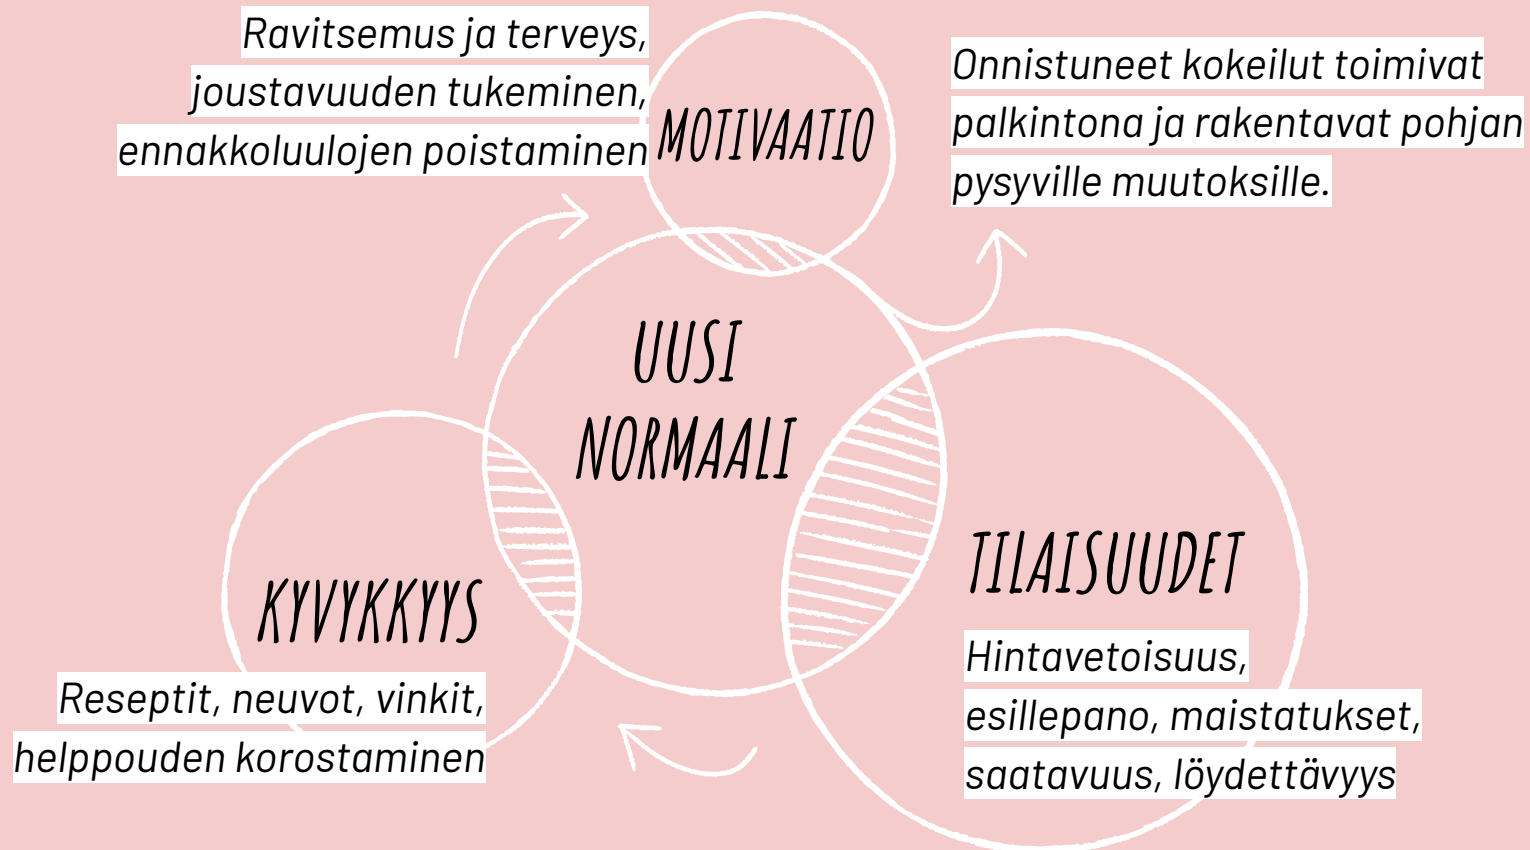 Ravitsemus ja terveys,
joustavuuden tukeminen,
ennakkoluulojen poistaminen
MOTIVAATIO
Onnistuneet kokeilut toimivat
palkintona ja rakentavat pohjan
pysyville muutoksille.
UUSI
NORMAALI
KYVYKKYYS
Reseptit, neuvot, vinkit,
helppouden korostaminen
TILAISUUDET
Hintavetoisuus,
esillepano, maistatukset,
saatavuus, löydettävyys